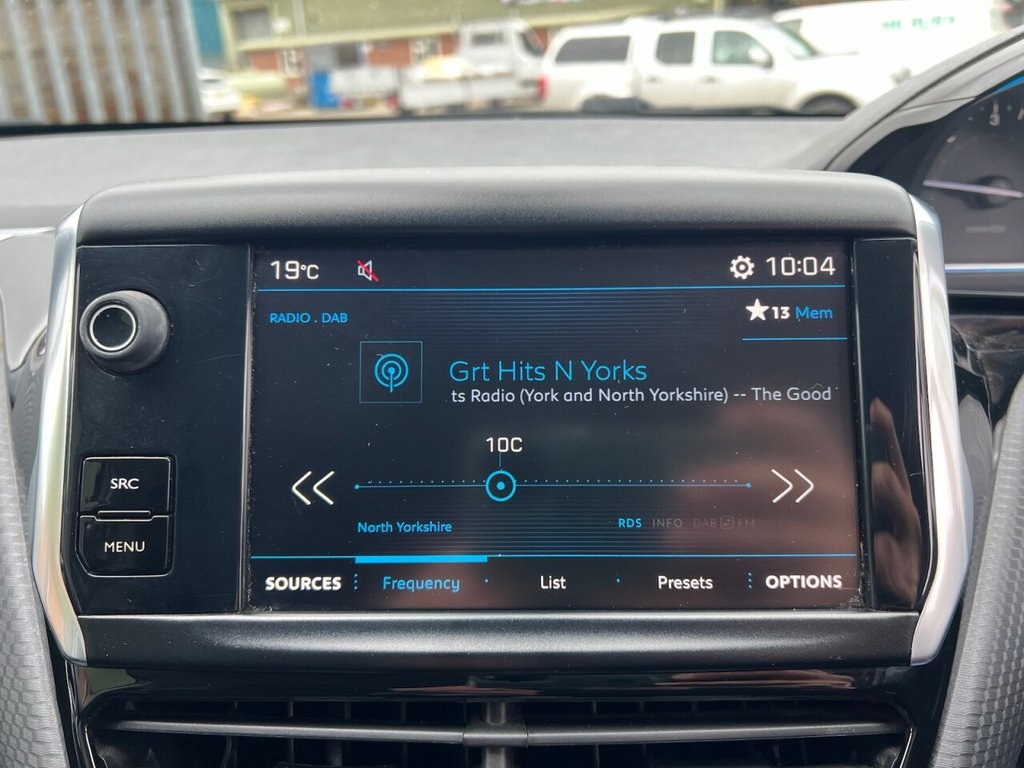 19°C 10:04
RADIO . DAB 13 Mem
Grt Hits N Yorks
ts Radio (York and North Yorkshire) -- The Good
10C
SRC
North Yorkshire RDS INFO DAB FM
MENU
SOURCES Frequency List Presets OPTIONS
3